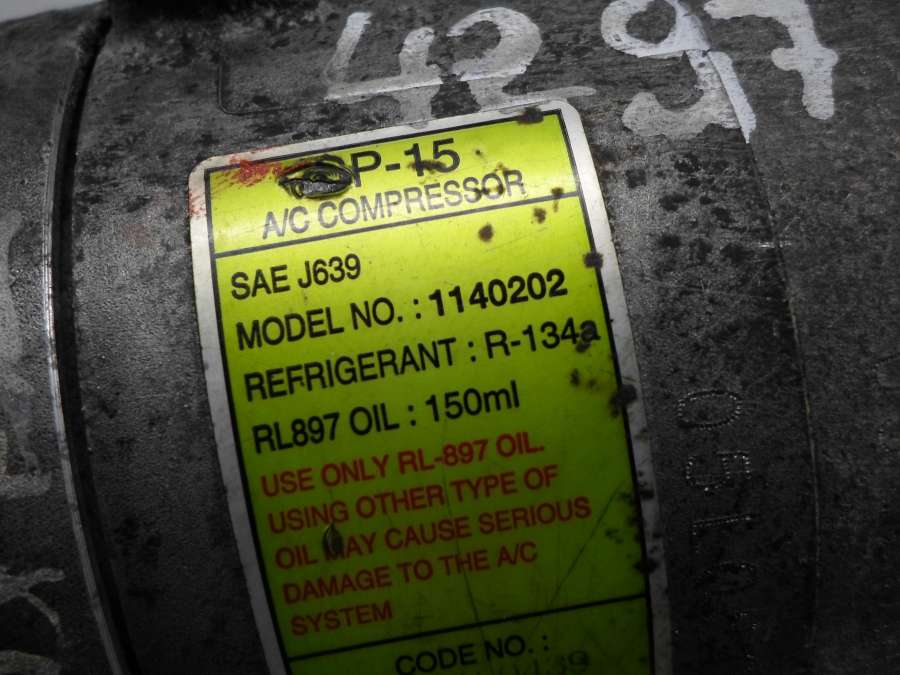 4297
P-15
A/C COMPRESSOR
SAE J639
MODEL NO. : 1140202
REFRIGERANT : R-134a
RL897 OIL : 150ml
USE ONLY RL-897 OIL.
USING OTHER TYPE OF
OIL MAY CAUSE SERIOUS
DAMAGE TO THE A/C
SYSTEM
CODE NO. :